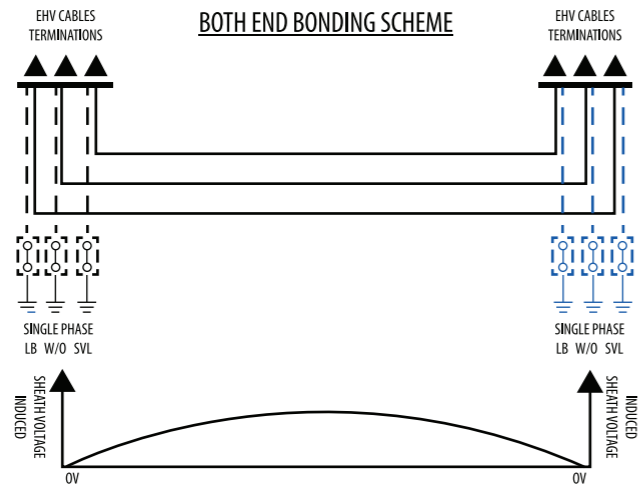 BOTH END BONDING SCHEME
EHV CABLES
TERMINATIONS
EHV CABLES
TERMINATIONS
SINGLE PHASE
LB W/O SVL
SINGLE PHASE
LB W/O SVL
INDUCED
SHEATH VOLTAGE
SHEATH VOLTAGE
INDUCED
0V
0V